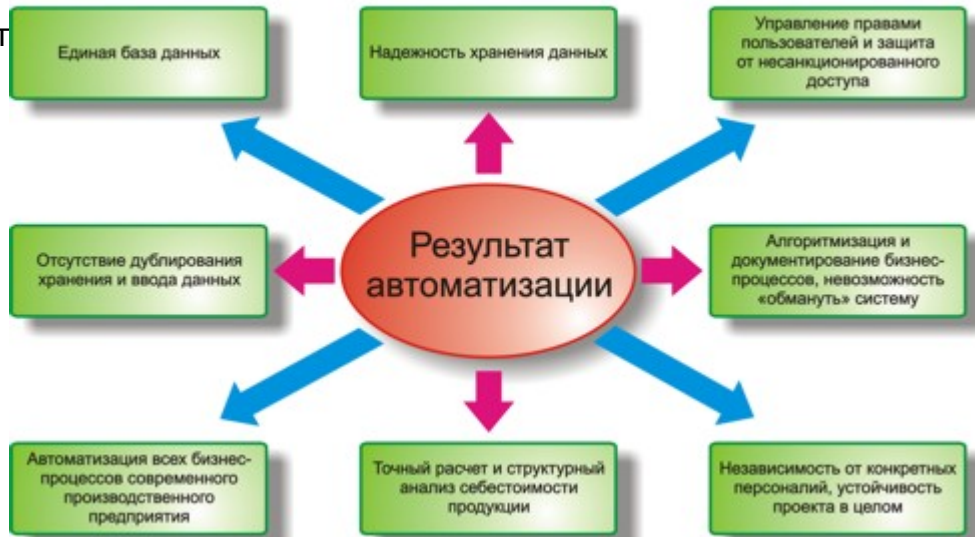 т
Единая база данных
Надежность хранения данных
Управление правами
пользователей и защита
от несанкционированного
доступа
Отсутствие дублирования
хранения и ввода данных
Результат
автоматизации
Алгоритмизация и
документирование бизнес-
процессов, невозможность
«обмануть» систему
Автоматизация всех бизнес-
процессов современного
производственного
предприятия
Точный расчет и структурный
анализ себестоимости
продукции
Независимость от конкретных
персоналий, устойчивость
проекта в целом